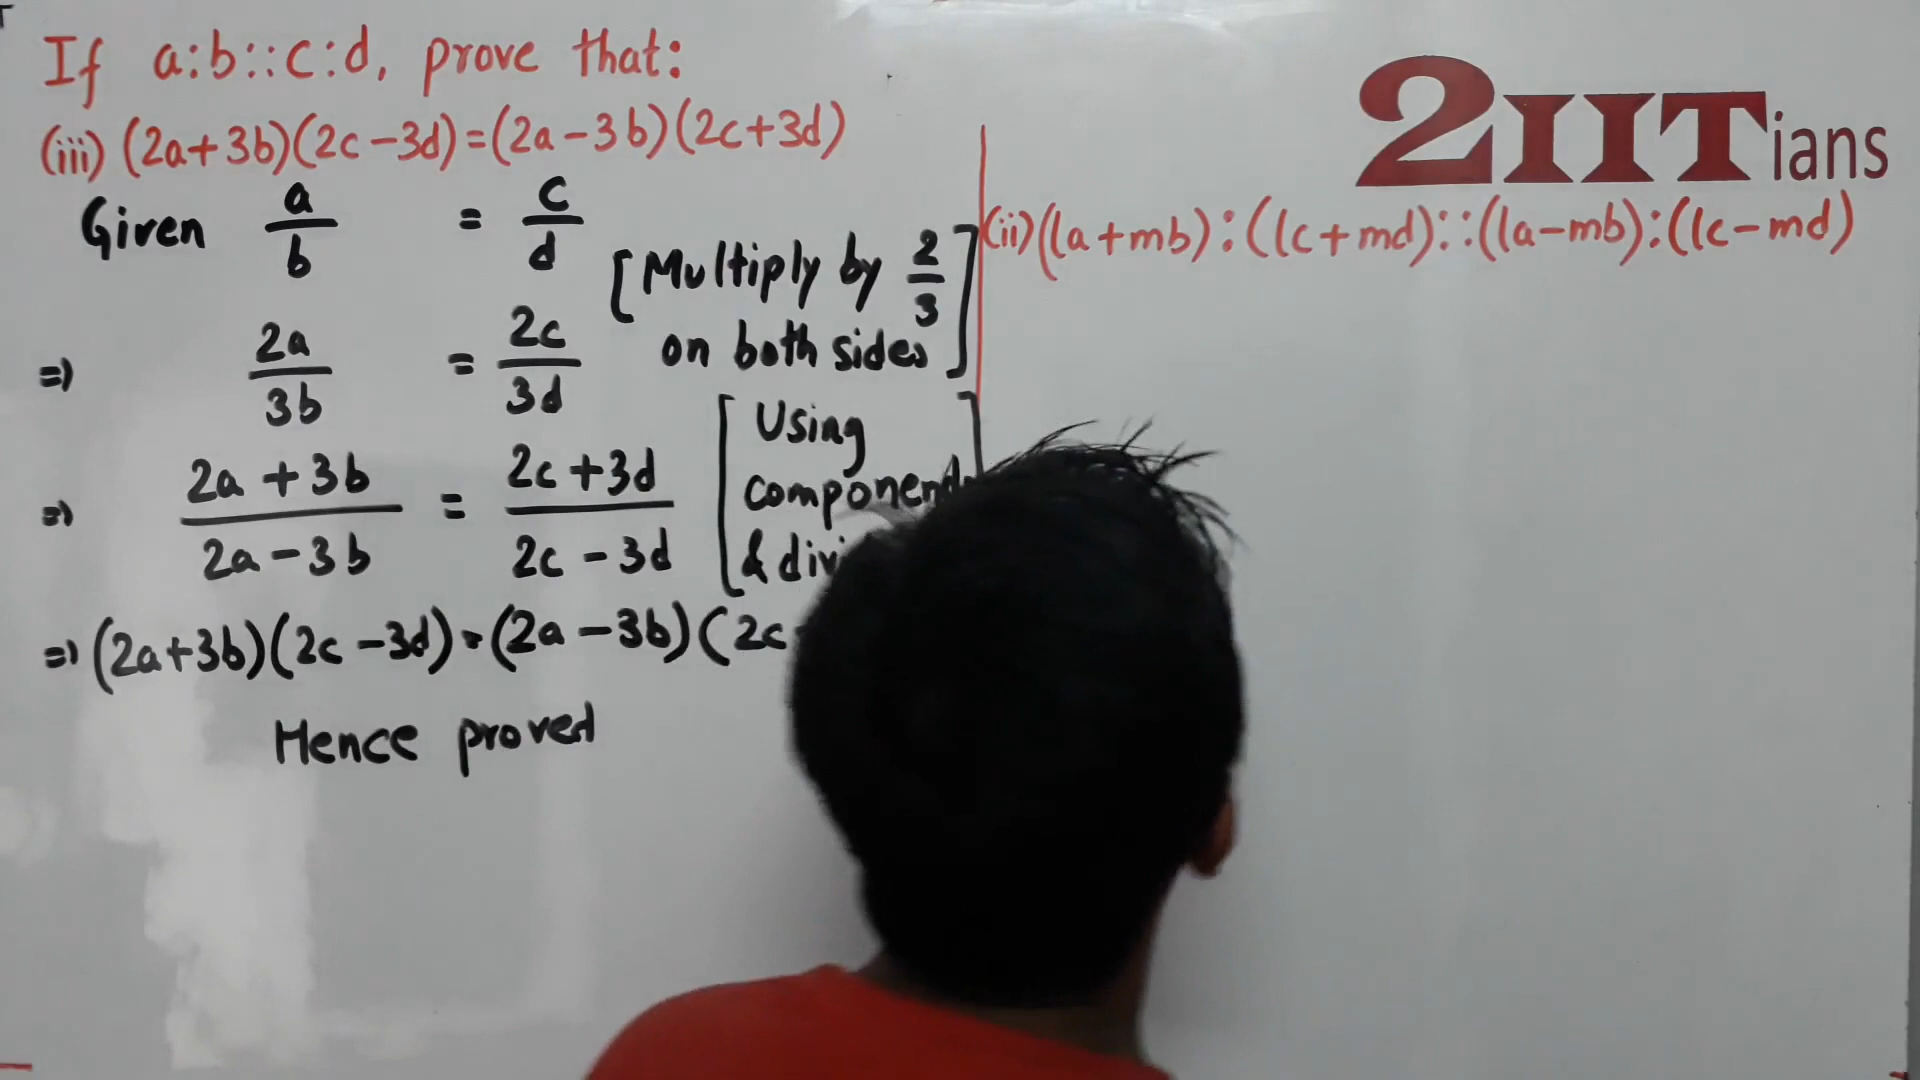 If a:b::c:d, prove that:
(iii) (2a+3b)(2c-3d)=(2a-3b)(2c+3d)
Given a/b = c/d
[Multiply by 2/3 on both sides]
=> 2a/3b = 2c/3d
=> (2a+3b)/(2a-3b) = (2c+3d)/(2c-3d)
[Using
&
=> (2a+3b)(2c-3d)=(2a-3b)(2c
Hence proved
2IITians
(ii)(la+mb):(lc+md)::(la-mb):(lc-md)